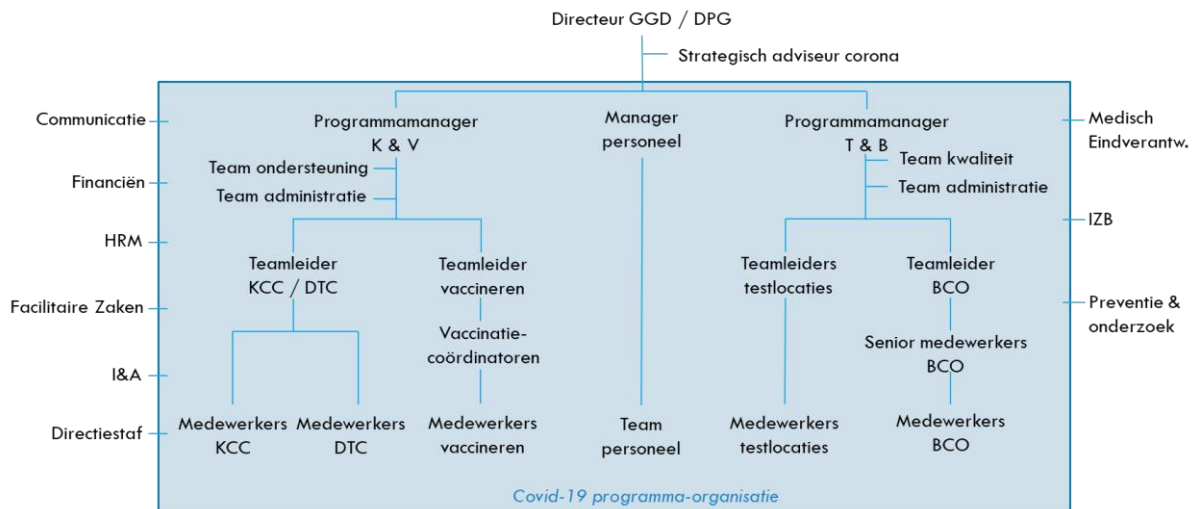 Directeur GGD / DPG
Strategisch adviseur corona
Communicatie
Programmamanager
K & V
Manager
personeel
Programmamanager
T & B
Medisch
Eindverantw.
Team ondersteuning
Team kwaliteit
Financiën
Team administratie
Team administratie
HRM
IZB
Teamleider
KCC / DTC
Teamleider
vaccineren
Teamleiders
testlocaties
Teamleider
BCO
Facilitaire Zaken
Preventie &
onderzoek
Vaccinatie-
coördinatoren
Senior medewerkers
BCO
I&A
Directiestaf
Medewerkers
KCC
Medewerkers
DTC
Medewerkers
vaccineren
Team
personeel
Medewerkers
testlocaties
Medewerkers
BCO
Covid-19 programma-organisatie